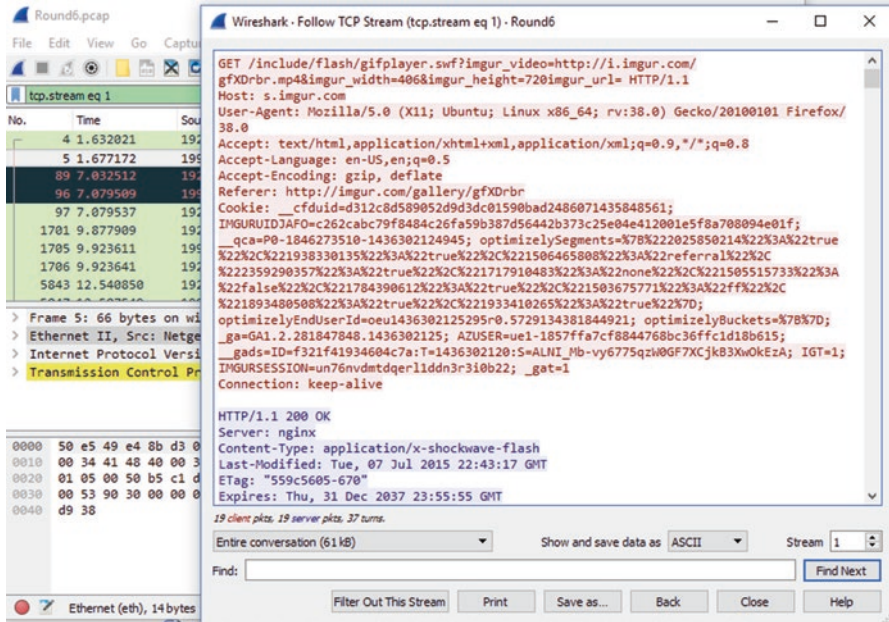 Round6.pcap
Wireshark · Follow TCP Stream (tcp.stream eq 1) · Round6
File Edit View Go Captu
tcp.stream eq 1
No. Time Sou
4 1.632021 192
5 1.677172 199
89 7.032512 192
96 7.079509 199
97 7.079537 192
1701 9.877909 192
1705 9.923611 199
1706 9.923641 192
5843 12.540850 192
> Frame 5: 66 bytes on wi
> Ethernet II, Src: Netge
> Internet Protocol Versi
> Transmission Control Pr
0000 50 e5 49 e4 8b d3 0
0010 00 34 41 48 40 00 3
0020 01 05 00 50 b5 c1 d
0030 00 53 90 30 00 00 0
0040 d9 38
Ethernet (eth), 14 bytes
GET /include/flash/gifplayer.swf?imgur_video=http://i.imgur.com/
gfXDrbr.mp4&imgur_width=406&imgur_height=720imgur_url= HTTP/1.1
Host: s.imgur.com
User-Agent: Mozilla/5.0 (X11; Ubuntu; Linux x86_64; rv:38.0) Gecko/20100101 Firefox/
38.0
Accept: text/html,application/xhtml+xml,application/xml;q=0.9,*/*;q=0.8
Accept-Language: en-US,en;q=0.5
Accept-Encoding: gzip, deflate
Referer: http://imgur.com/gallery/gfXDrbr
Cookie: __cfduid=d312c8d589052d9d3dc01590bad2486071435848561;
IMGURUIDJAFO=c262cabc79f8484c26fa59b387d56442b373c25e04e412001e5f8a708094e01f;
__qca=P0-1846273510-1436302124945; optimizelySegments=%7B%222025850214%22%3A%22true
%22%2C%221938330135%22%3A%22true%22%2C%221506465808%22%3A%22referral%22%2C
%222359290357%22%3A%22true%22%2C%221717910483%22%3A%22none%22%2C%221505515733%22%3A
%22false%22%2C%221784390612%22%3A%22true%22%2C%221503675771%22%3A%22ff%22%2C
%221893480508%22%3A%22true%22%2C%221933410265%22%3A%22true%22%7D;
optimizelyEndUserId=oeu1436302125295r0.5729134381844921; optimizelyBuckets=%7B%7D;
_ga=GA1.2.281847848.1436302125; AZUSER=ue1-1857ffa7cf8844768bc36ffc1d18b615;
__gads=ID=f321f41934604c7a:T=1436302120:S=ALNI_Mb-vy6775qzW0GF7XCjkB3XwOkEzA; IGT=1;
IMGURSESSION=un76nvdmtdqerl1ddn3r3i0b22; _gat=1
Connection: keep-alive
HTTP/1.1 200 OK
Server: nginx
Content-Type: application/x-shockwave-flash
Last-Modified: Tue, 07 Jul 2015 22:43:17 GMT
ETag: "559c5605-670"
Expires: Thu, 31 Dec 2037 23:55:55 GMT
19 client pkts, 19 server pkts, 37 turns.
Entire conversation (61 kB) Show and save data as ASCII Stream 1
Find: Find Next
Filter Out This Stream Print Save as... Back Close Help